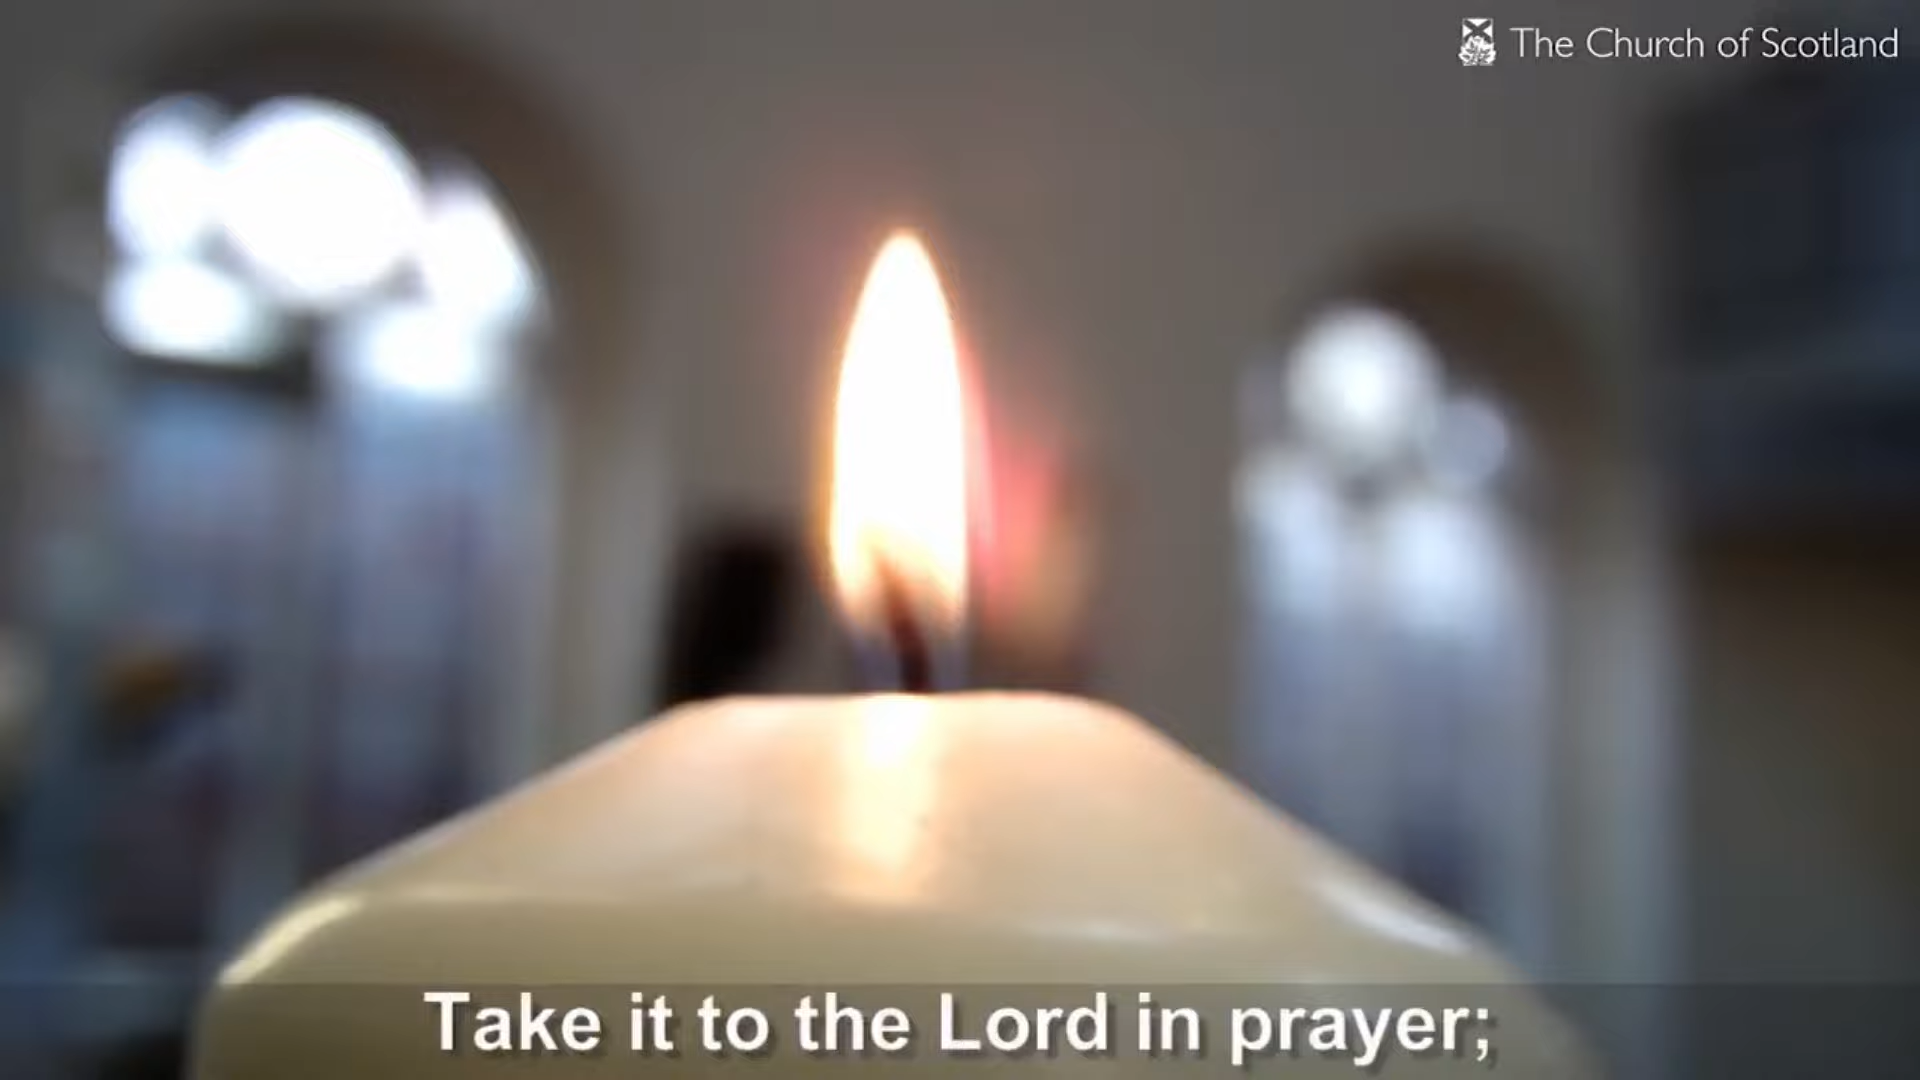 The Church of Scotland
Take it to the Lord in prayer;